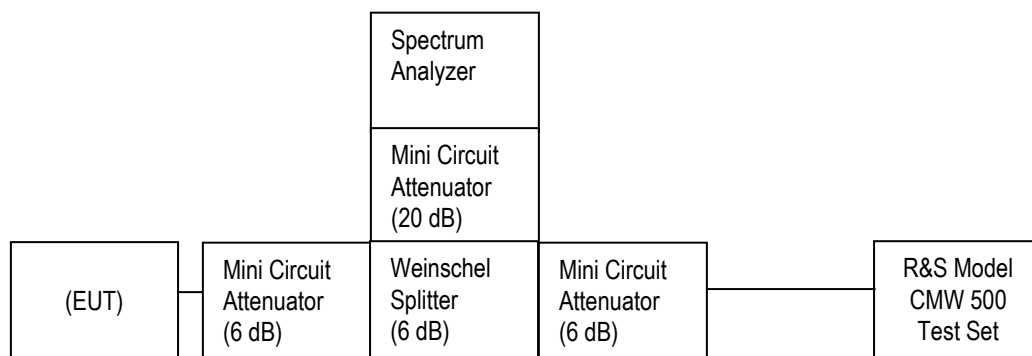 Spectrum
Analyzer
Mini Circuit
Attenuator
(20 dB)
(EUT)
Mini Circuit
Attenuator
(6 dB)
Weinschel
Splitter
(6 dB)
Mini Circuit
Attenuator
(6 dB)
R&S Model
CMW 500
Test Set